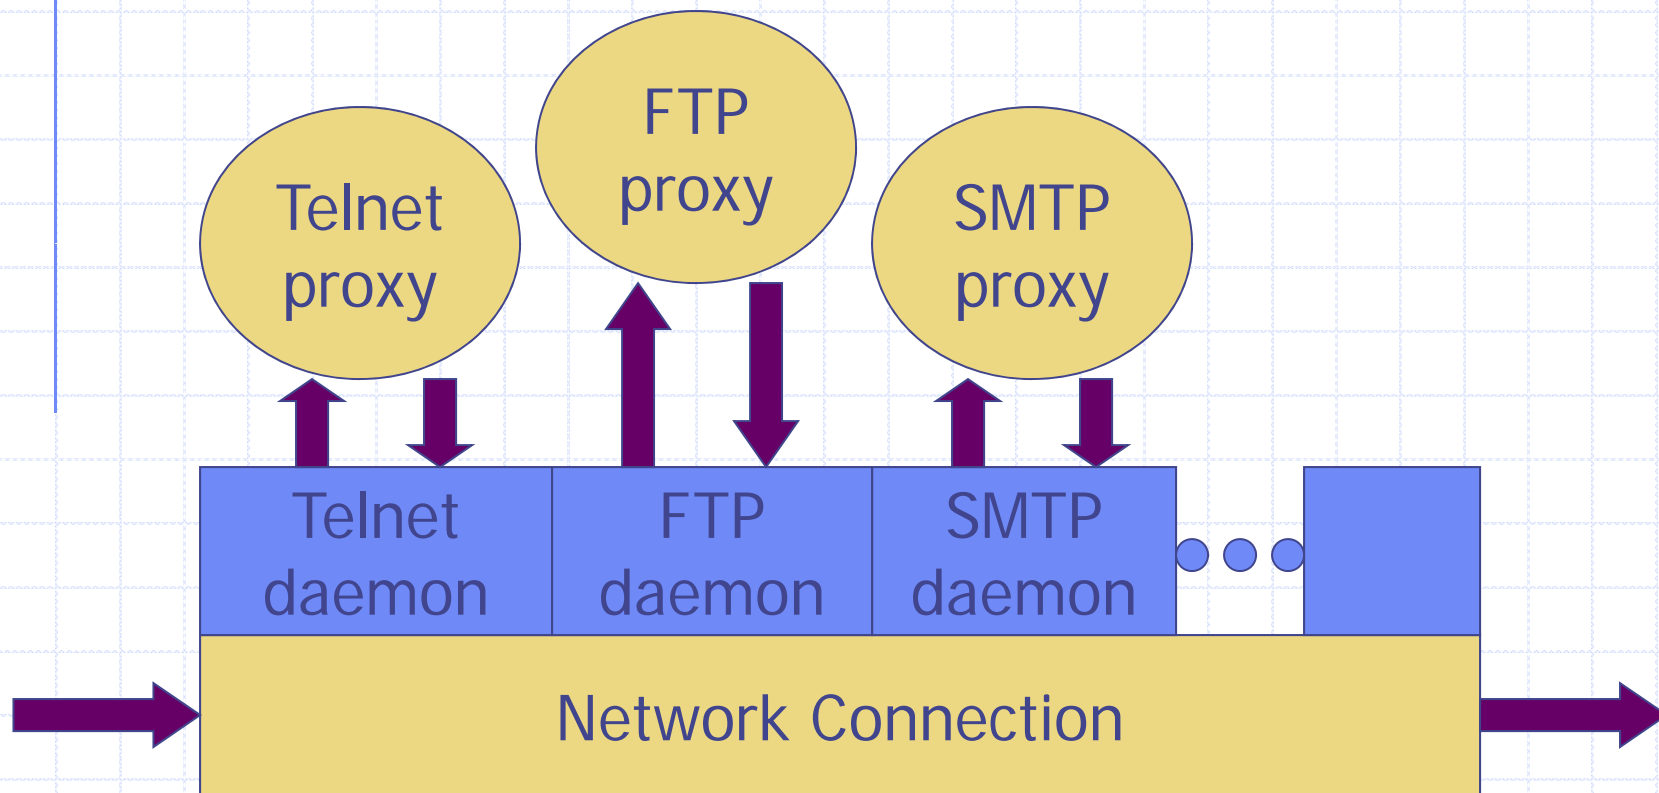 FTP
proxy
Telnet
proxy
SMTP
proxy
Telnet
daemon
FTP
daemon
SMTP
daemon
Network Connection